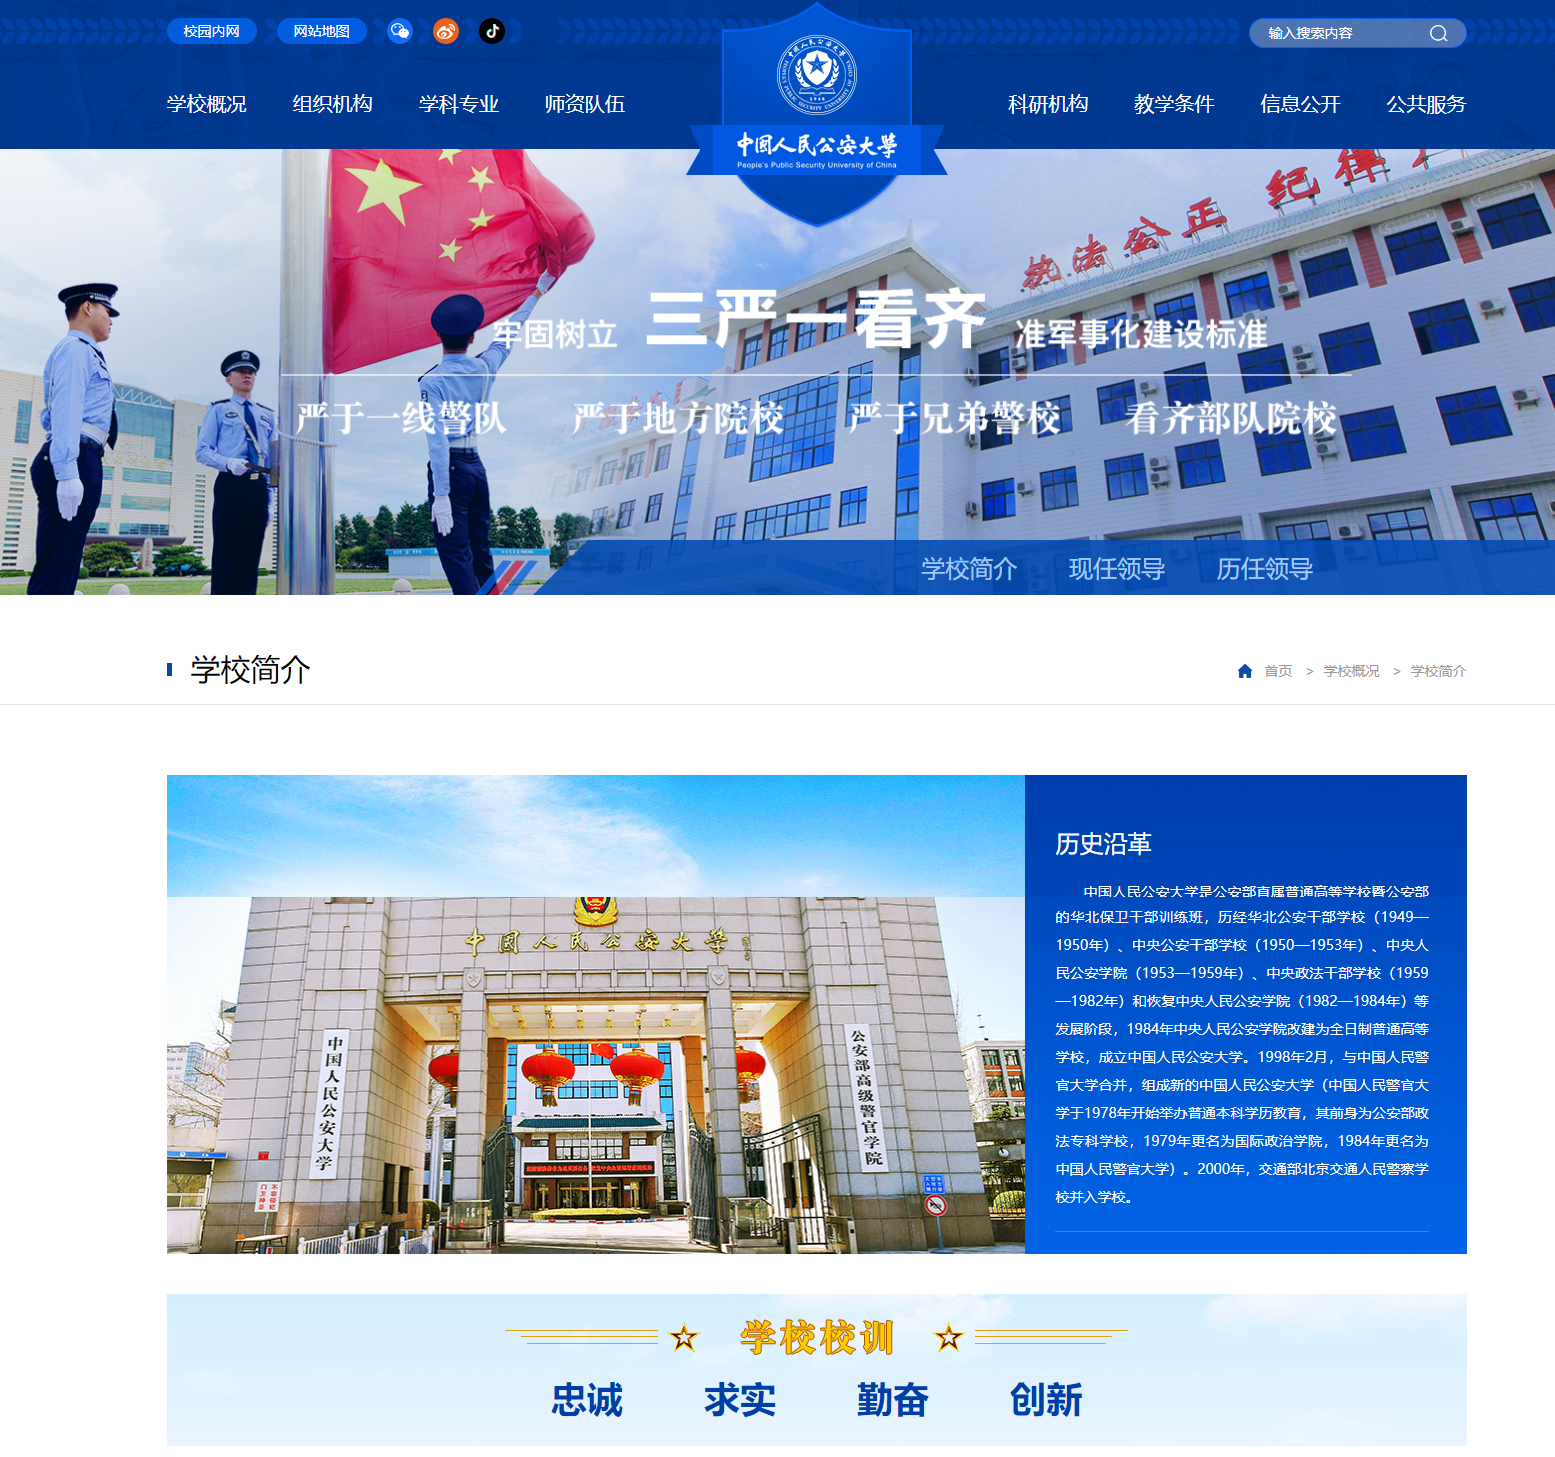 校园内网 网站地图
输入搜索内容
学校概况 组织机构 学科专业 师资队伍
科研机构 教学条件 信息公开 公共服务
中国人民公安大学
People's Public Security University of China
执法公正 纪律
牢固树立 三严一看齐 准军事化建设标准
严于一线警队 严于地方院校 严于兄弟警校 看齐部队院校
学校简介 现任领导 历任领导
学校简介
首页 > 学校概况 > 学校简介
中国人民公安大学
中国人民公安大学
公安部高级警官学院
历史沿革
中国人民公安大学是公安部直属普通高等学校暨公安部
的华北保卫干部训练班，历经华北公安干部学校（1949—
1950年）、中央公安干部学校（1950—1953年）、中央人
民公安学院（1953—1959年）、中央政法干部学校（1959
—1982年）和恢复中央人民公安学院（1982—1984年）等
发展阶段，1984年中央人民公安学院改建为全日制普通高等
学校，成立中国人民公安大学。1998年2月，与中国人民警
官大学合并，组成新的中国人民公安大学（中国人民警官大
学于1978年开始举办普通本科学历教育，其前身为公安部政
法专科学校，1979年更名为国际政治学院，1984年更名为
中国人民警官大学）。2000年，交通部北京交通人民警察学
校并入学校。
学校校训
忠诚 求实 勤奋 创新